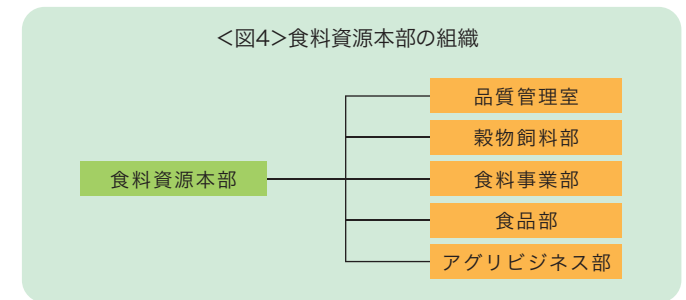 <図4>食料資源本部の組織
品質管理室
穀物飼料部
食料資源本部
食料事業部
食品部
アグリビジネス部